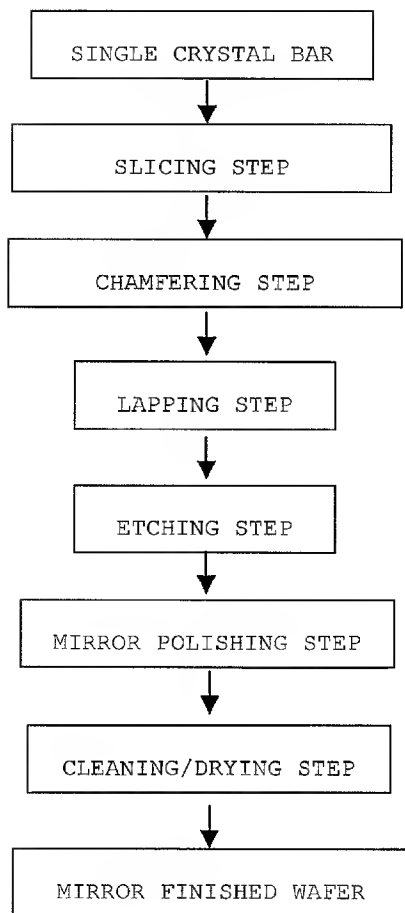 SINGLE CRYSTAL BAR
SLICING STEP
CHAMFERING STEP
LAPPING STEP
ETCHING STEP
MIRROR POLISHING STEP
CLEANING/DRYING STEP
MIRROR FINISHED WAFER